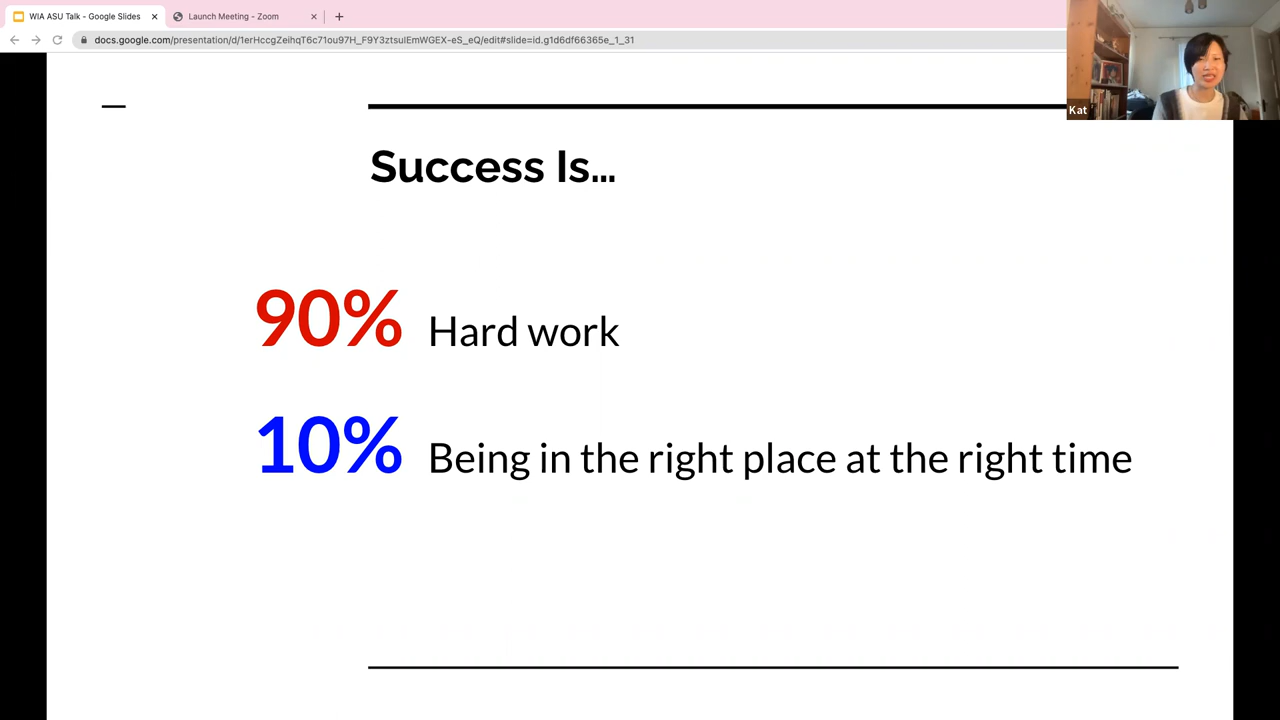 WIA ASU Talk - Google Slides
Launch Meeting - Zoom
docs.google.com/presentation/d/1erHccgZeihqT6c71ou97H_F9Y3ztsuIEmWGEX-eS_eQ/edit#slide=id.g1d6df66365e_1_31
Kat
Success Is...
90% Hard work
10% Being in the right place at the right time